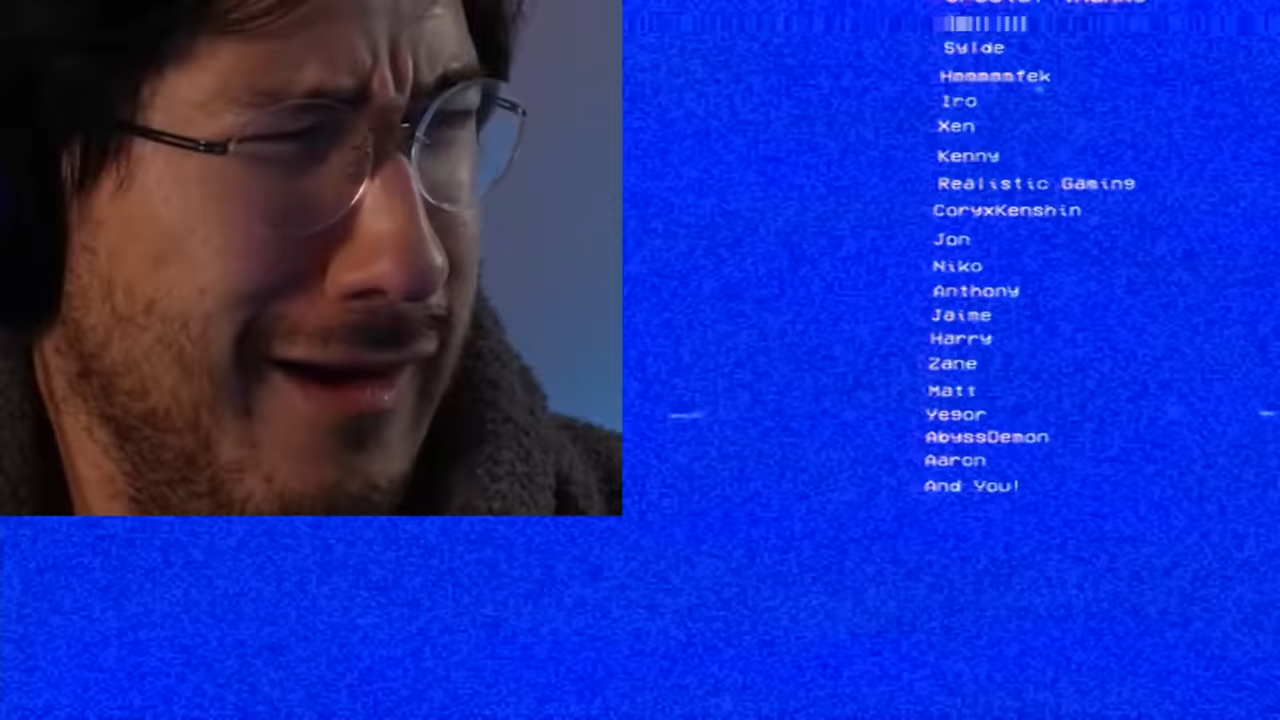 Sylde
Hmmmmmfek
Iro
Xen
Kenny
Realistic Gaming
CoryxKenshin
Jon
Niko
Anthony
Jaime
Harry
Zane
Matt
Yegor
AbyssDemon
Aaron
And You!